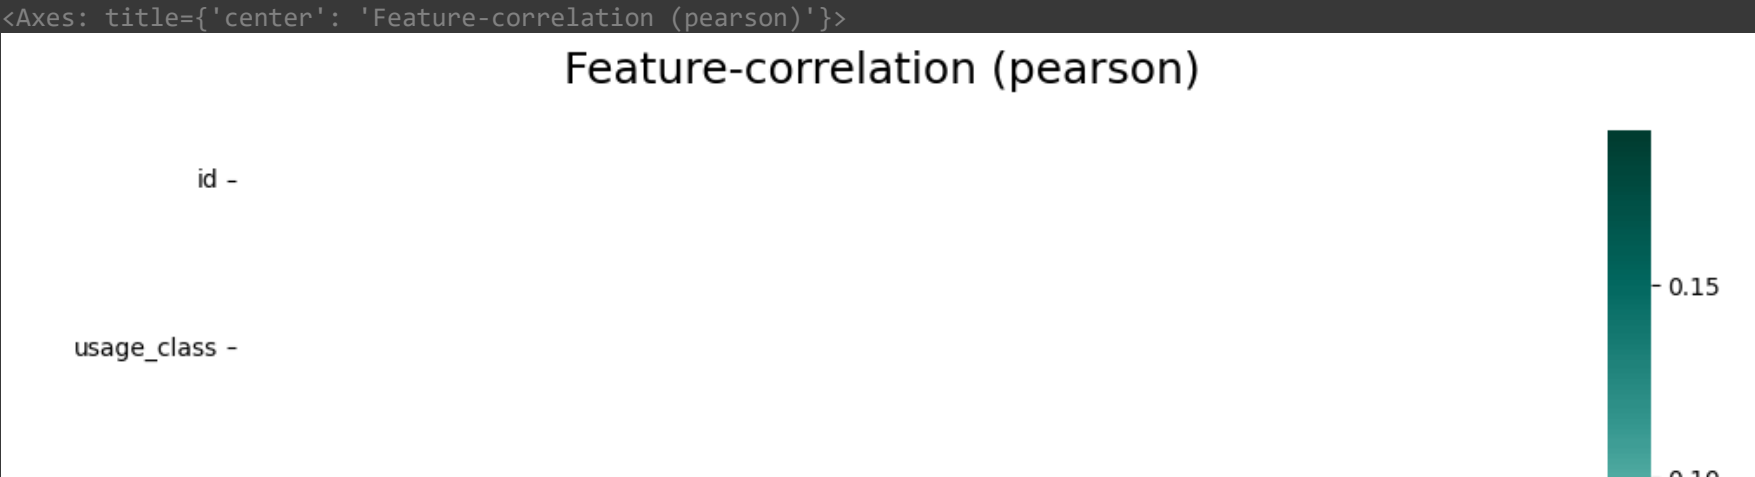 <Axes: title={'center': 'Feature-correlation (pearson)'}>
Feature-correlation (pearson)
id
0.15
usage_class